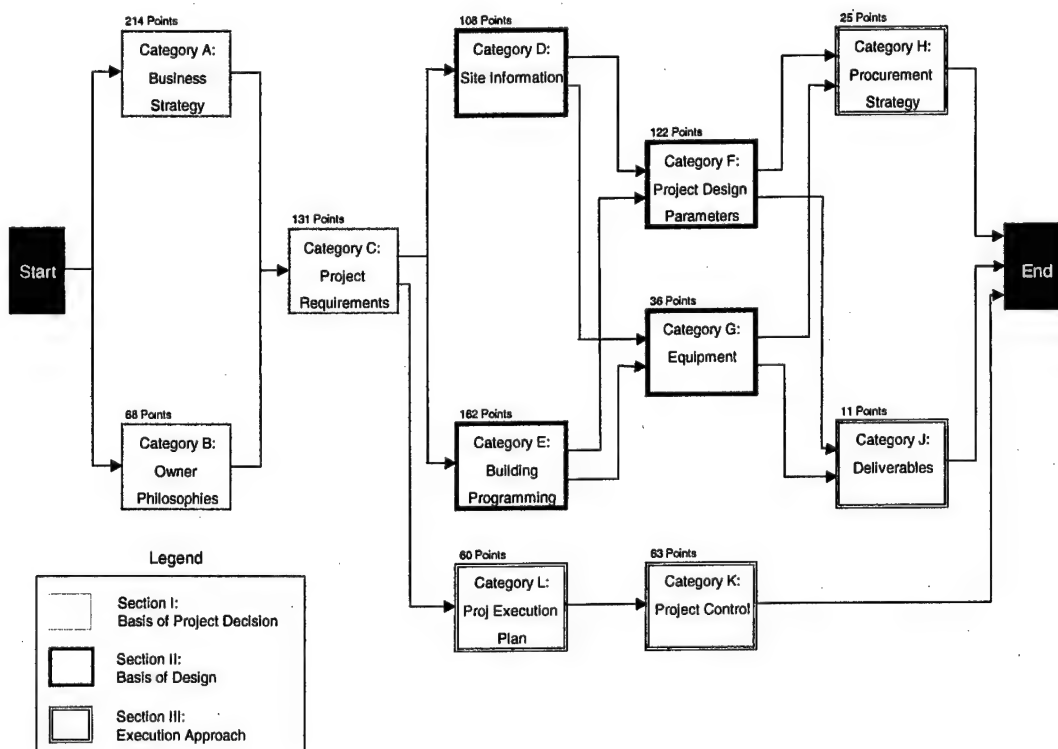 214 Points
Category A:
Business
Strategy
108 Points
Category D:
Site Information
25 Points
Category H:
Procurement
Strategy
122 Points
Category F:
Project Design
Parameters
131 Points
Category C:
Project
Requirements
Start
End
36 Points
Category G:
Equipment
68 Points
Category B:
Owner
Philosophies
162 Points
Category E:
Building
Programming
11 Points
Category J:
Deliverables
60 Points
Category L:
Proj Execution
Plan
63 Points
Category K:
Project Control
Legend
Section I:
Basis of Project Decision
Section II:
Basis of Design
Section III:
Execution Approach